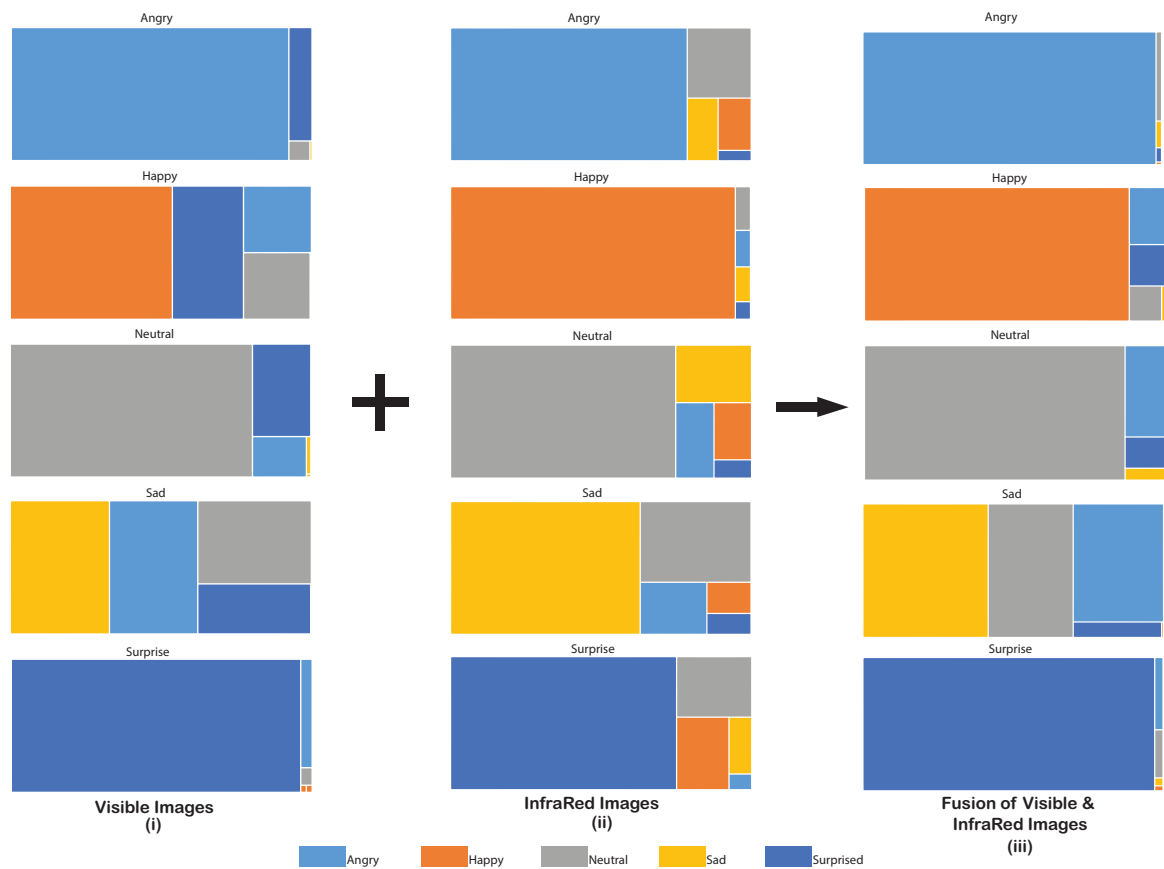 Angry
Happy
Neutral
Sad
Surprise
Visible Images
(i)
Angry
Happy
Neutral
Sad
Surprise
InfraRed Images
(ii)
Angry
Happy
Neutral
Sad
Surprise
Fusion of Visible &
InfraRed Images
(iii)
Angry
Happy
Neutral
Sad
Surprised